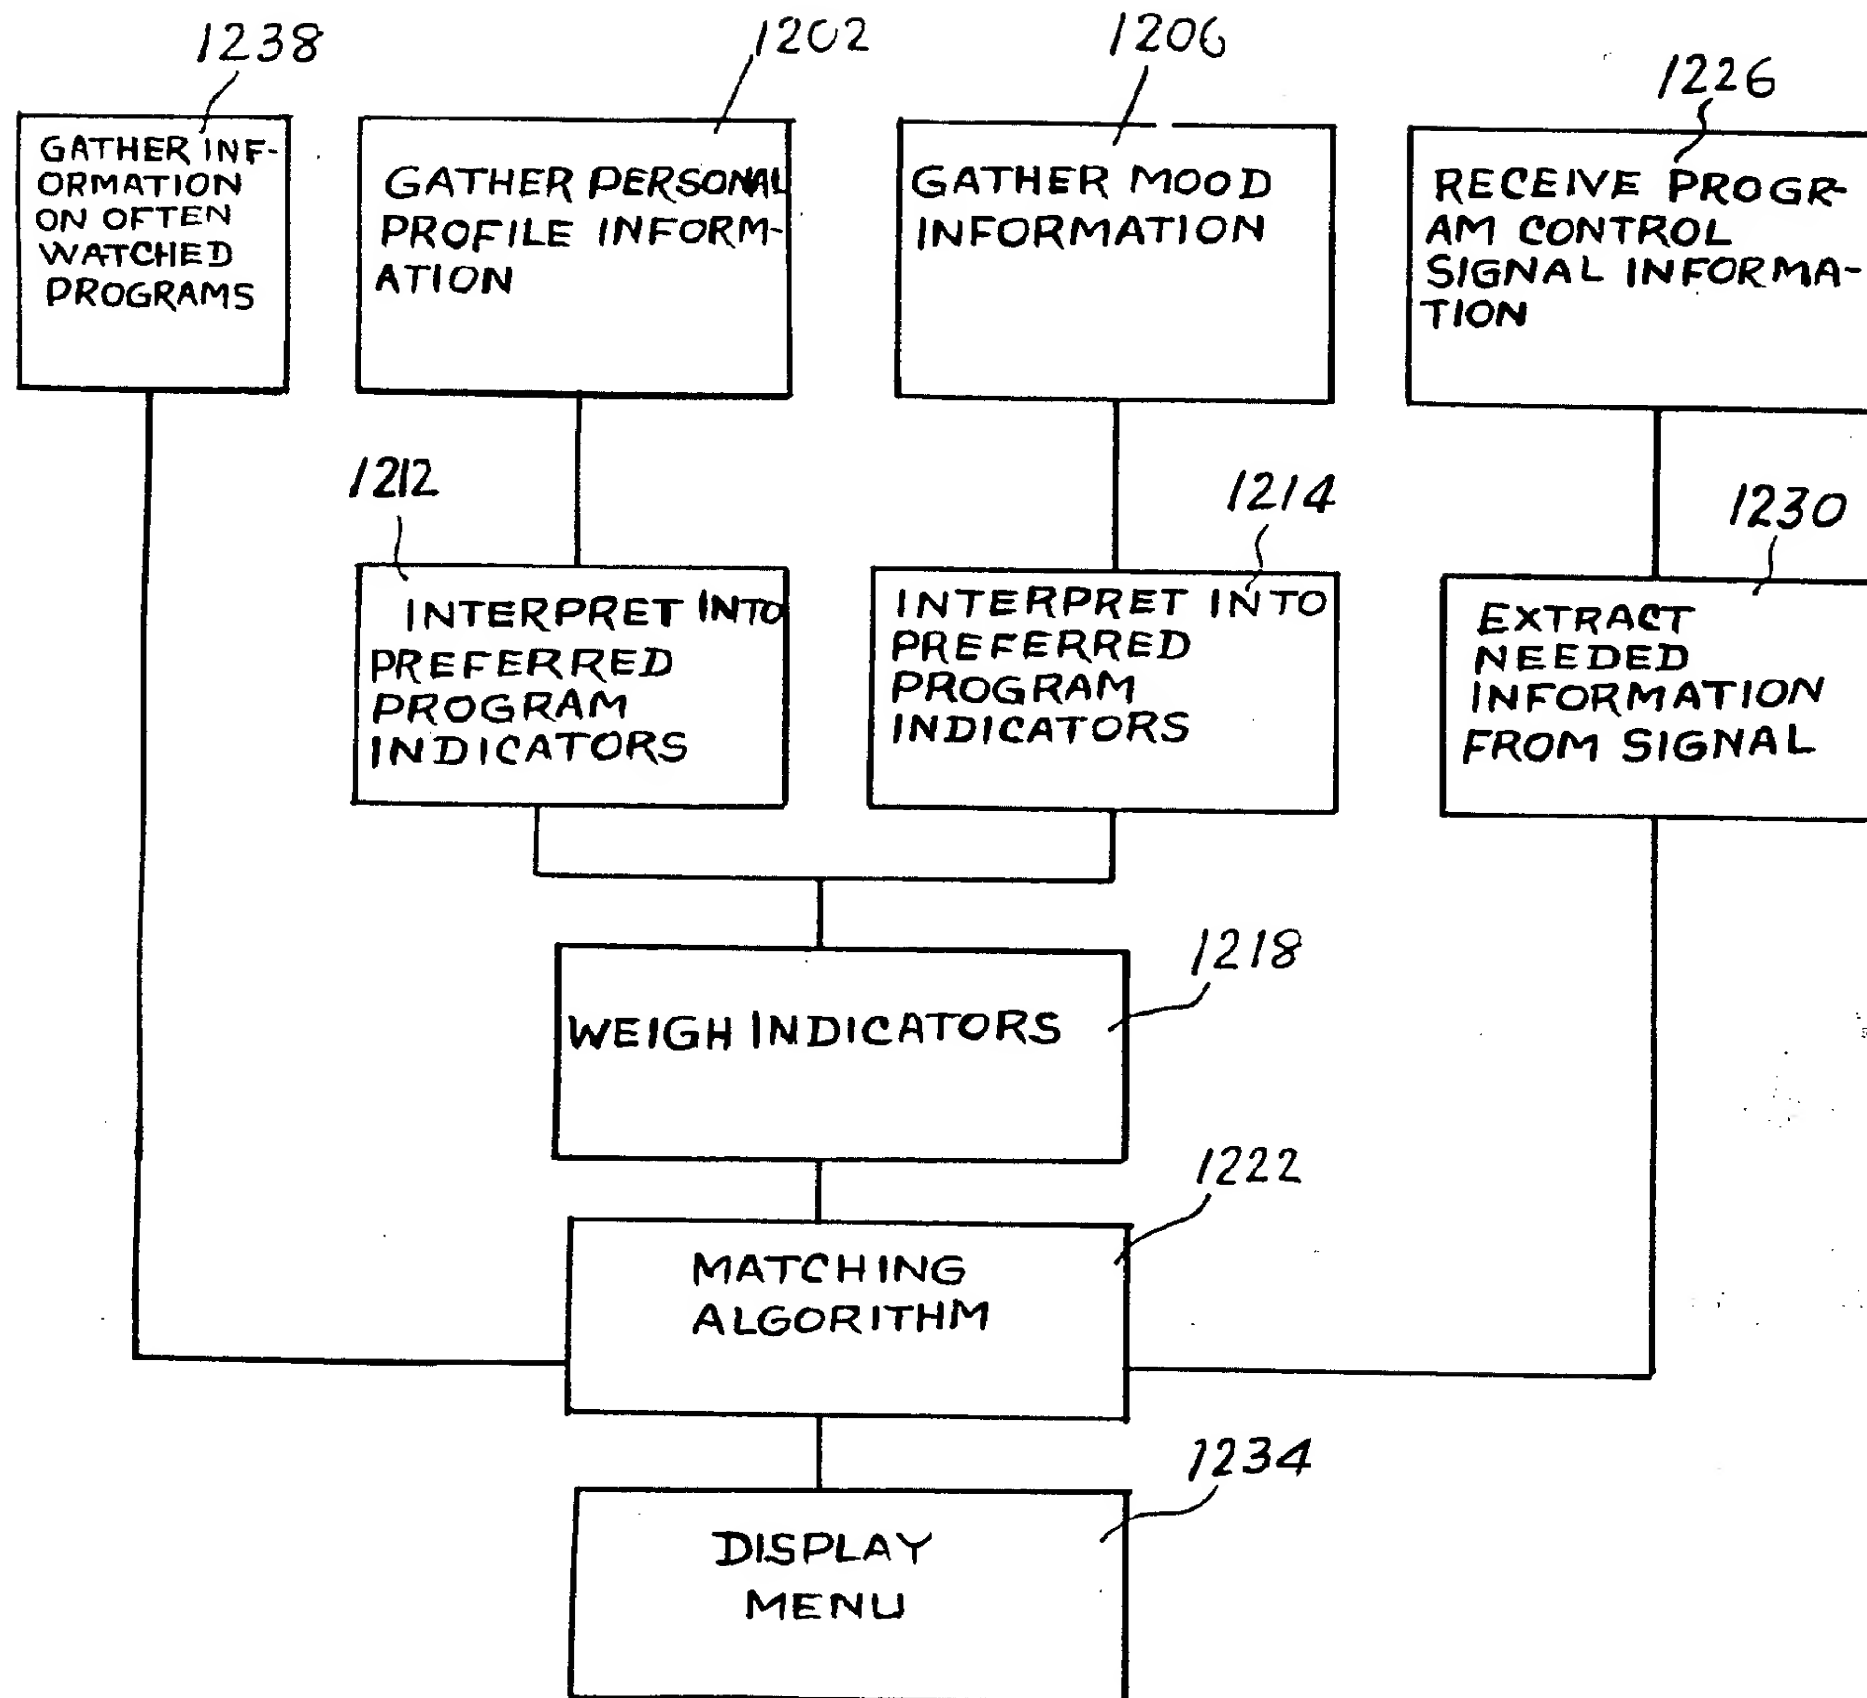 1238
1202
1206
1226
GATHER INF-
ORMATION
ON OFTEN
WATCHED
PROGRAMS
GATHER PERSONAL
PROFILE INFORM-
ATION
GATHER MOOD
INFORMATION
RECEIVE PROGR-
AM CONTROL
SIGNAL INFORMA-
TION
1212
1214
1230
INTERPRET INTO
PREFERRED
PROGRAM
INDICATORS
INTERPRET INTO
PREFERRED
PROGRAM
INDICATORS
EXTRACT
NEEDED
INFORMATION
FROM SIGNAL
1218
WEIGH INDICATORS
1222
MATCHING
ALGORITHM
1234
DISPLAY
MENU